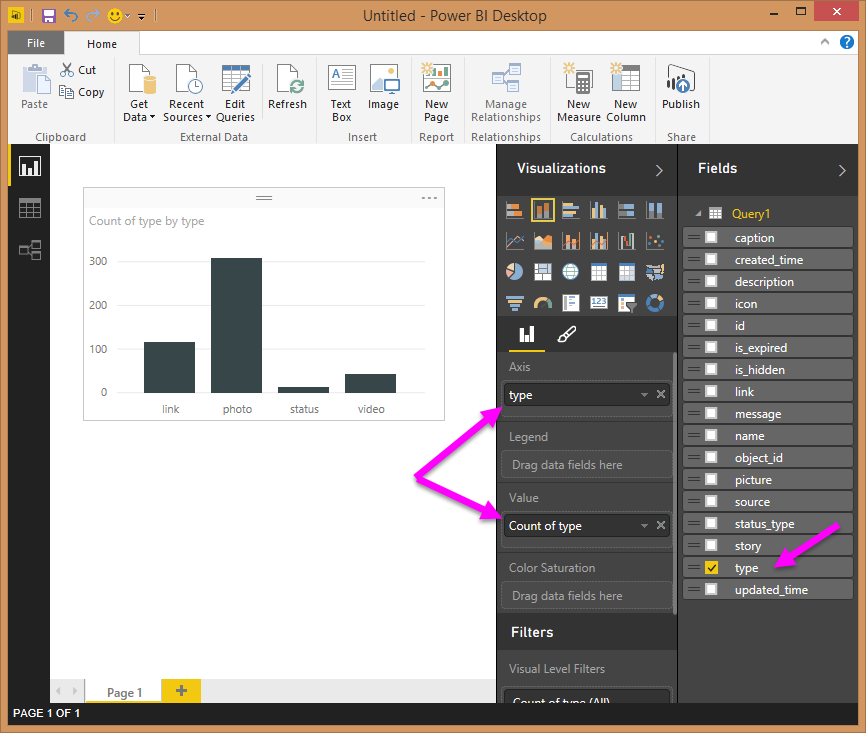 Untitled - Power BI Desktop
File
Home
Paste
Cut
Copy
Clipboard
Get Data
Recent Sources
Edit Queries
External Data
Refresh
Text Box
Image
Insert
New Page
Report
Manage Relationships
Relationships
New Measure
New Column
Calculations
Publish
Share
Count of type by type
300
200
100
0
link
photo
status
video
Visualizations
123
Axis
type
Legend
Drag data fields here
Value
Count of type
Color Saturation
Drag data fields here
Filters
Visual Level Filters
Count of type (All)
Fields
Query1
caption
created_time
description
icon
id
is_expired
is_hidden
link
message
name
object_id
picture
source
status_type
story
type
updated_time
Page 1
PAGE 1 OF 1